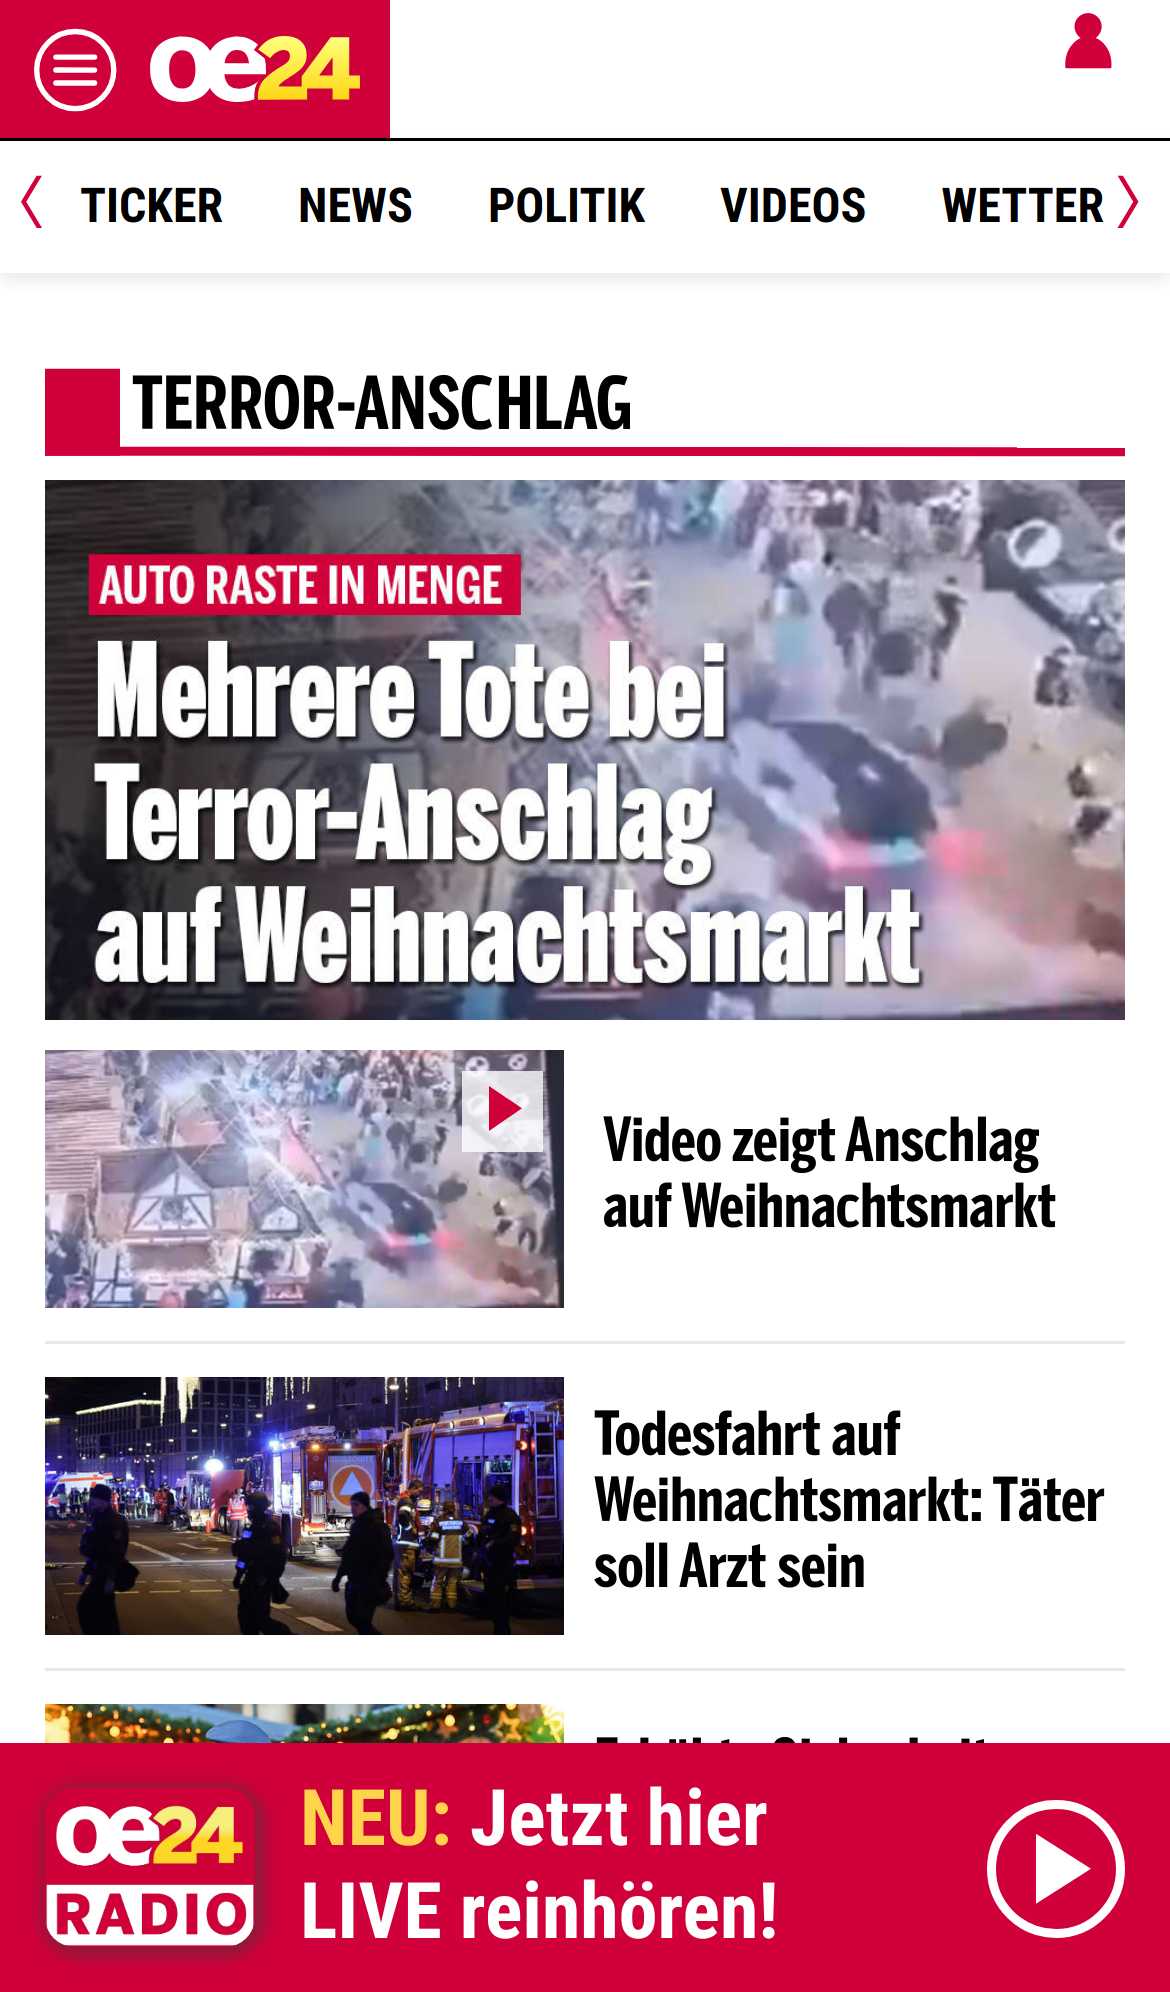 oe24
TICKER NEWS POLITIK VIDEOS WETTER
TERROR-ANSCHLAG
AUTO RASTE IN MENGE
Mehrere Tote bei
Terror-Anschlag
auf Weihnachtsmarkt
Video zeigt Anschlag
auf Weihnachtsmarkt
Todesfahrt auf
Weihnachtsmarkt: Täter
soll Arzt sein
oe24
RADIO
NEU: Jetzt hier
LIVE reinhören!